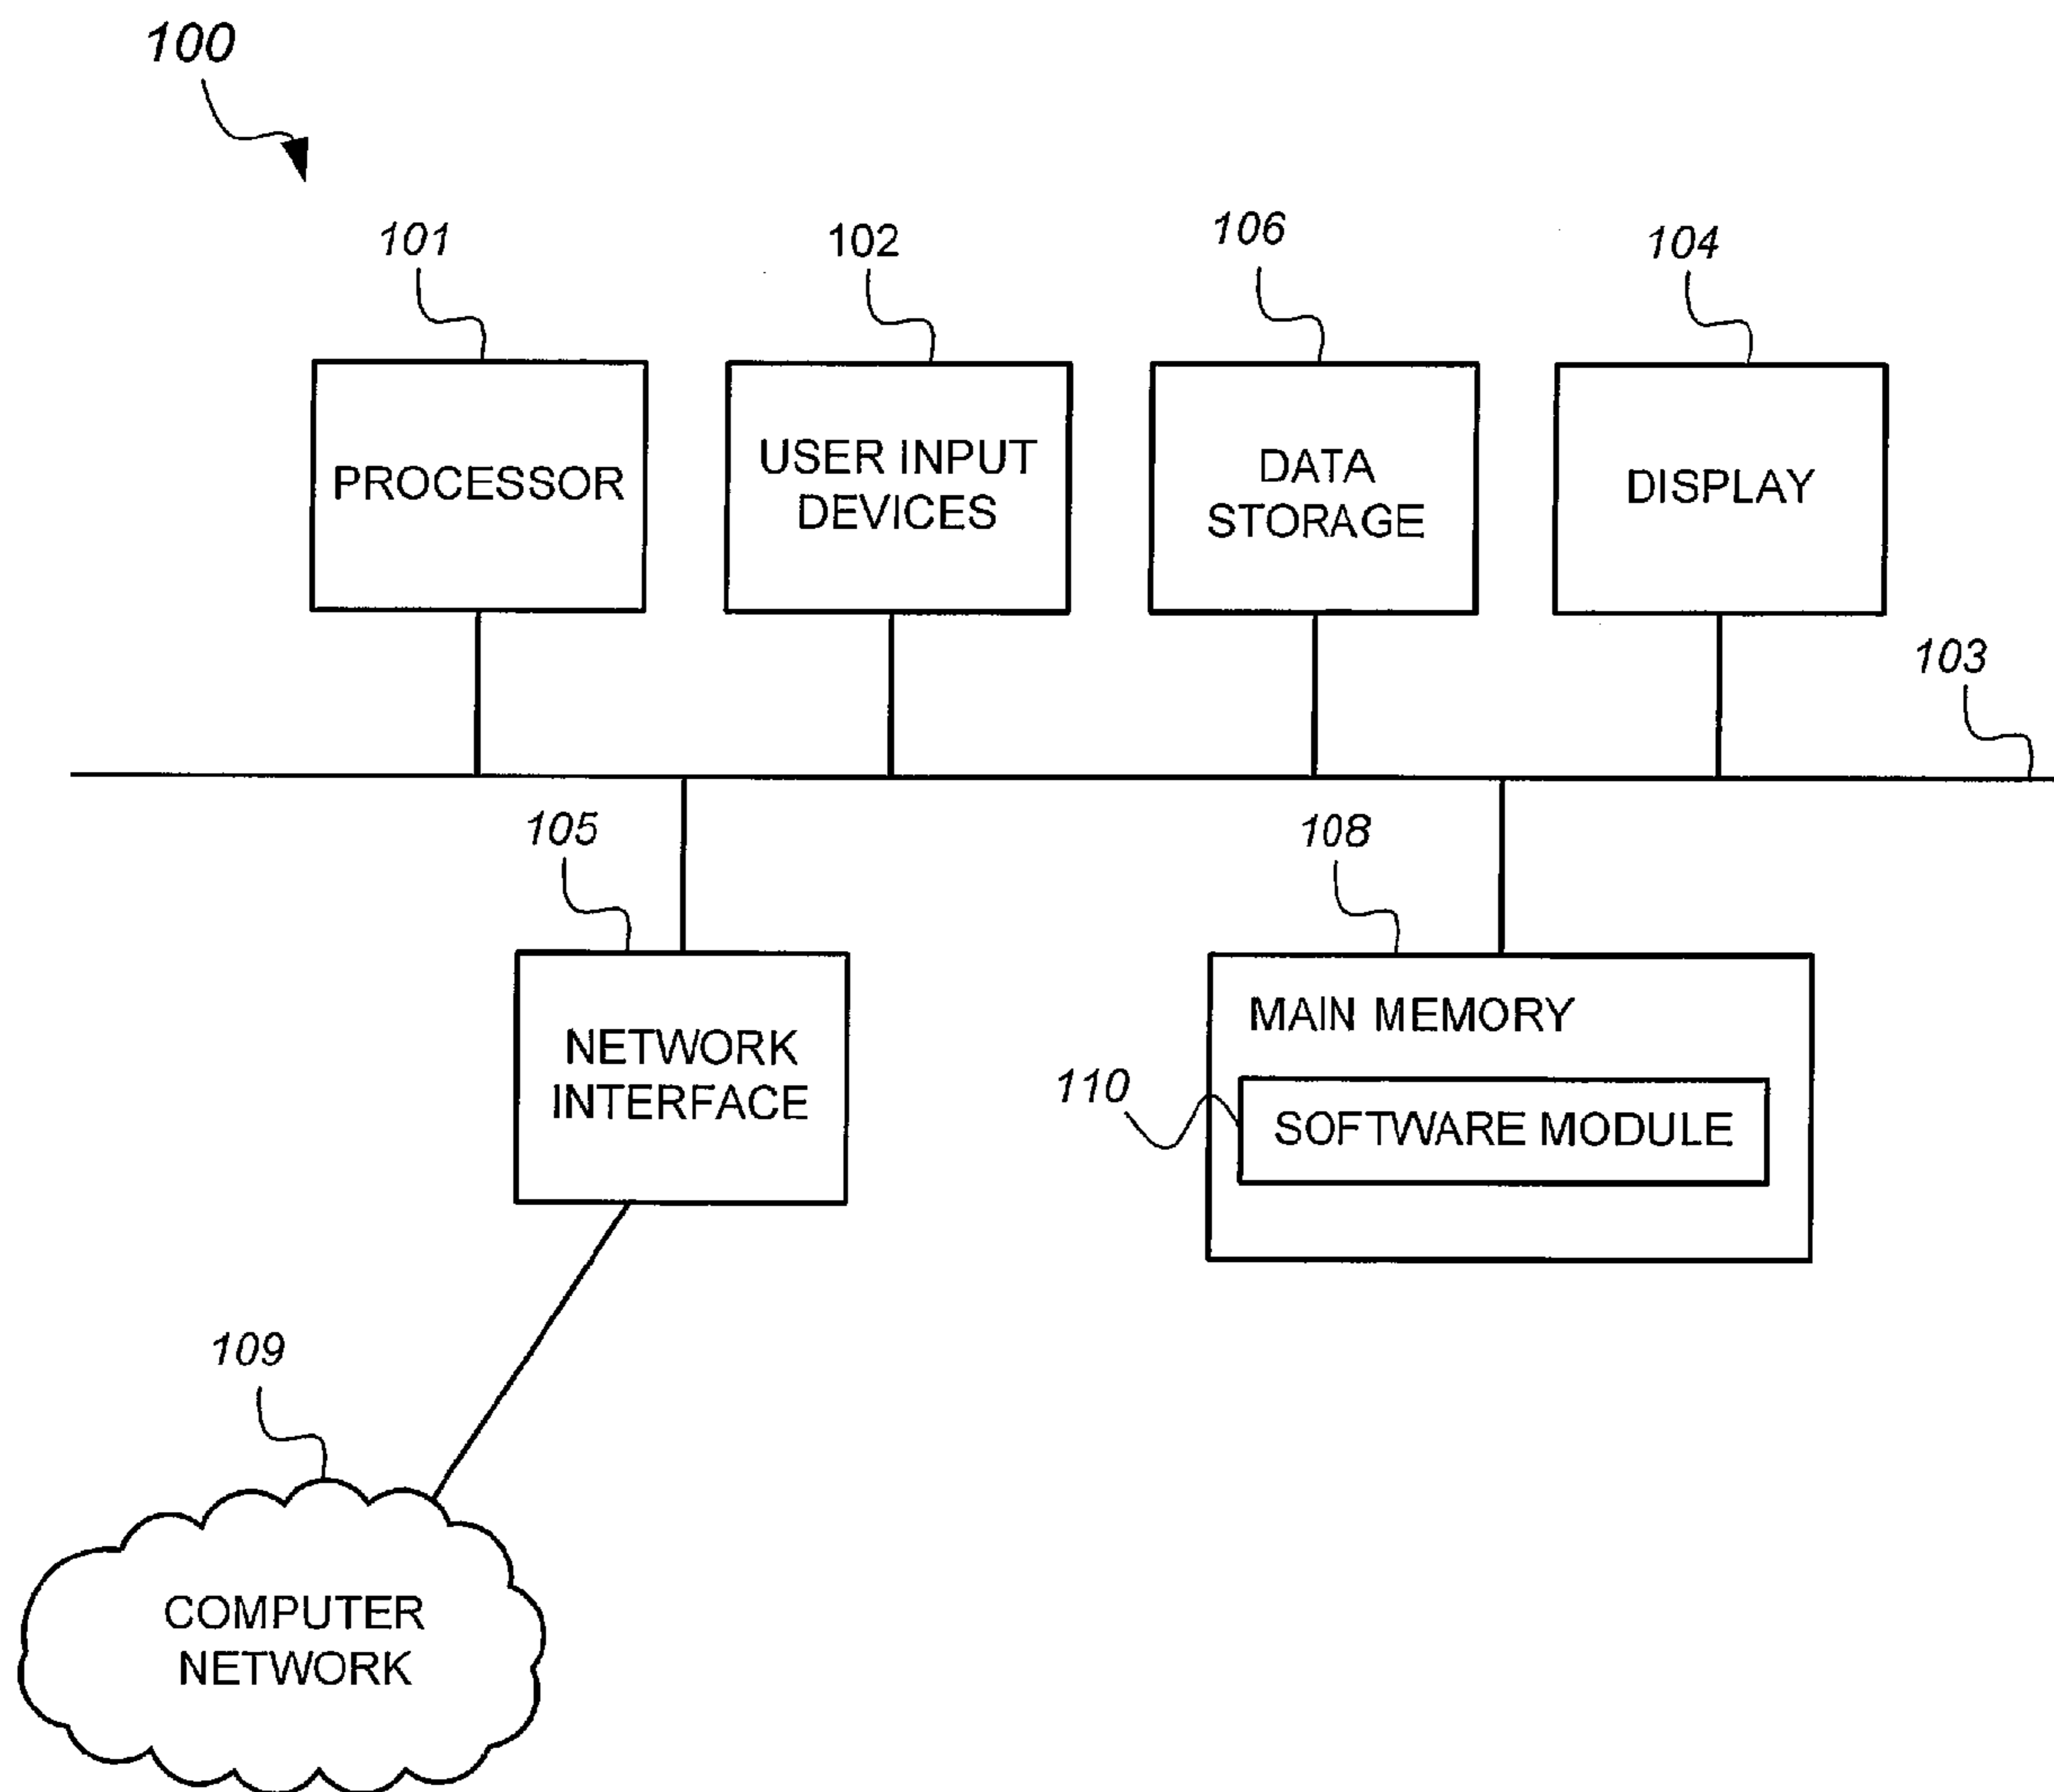 100
101
102
106
104
PROCESSOR
USER INPUT
DEVICES
DATA
STORAGE
DISPLAY
103
105
108
NETWORK
INTERFACE
MAIN MEMORY
110
SOFTWARE MODULE
109
COMPUTER
NETWORK